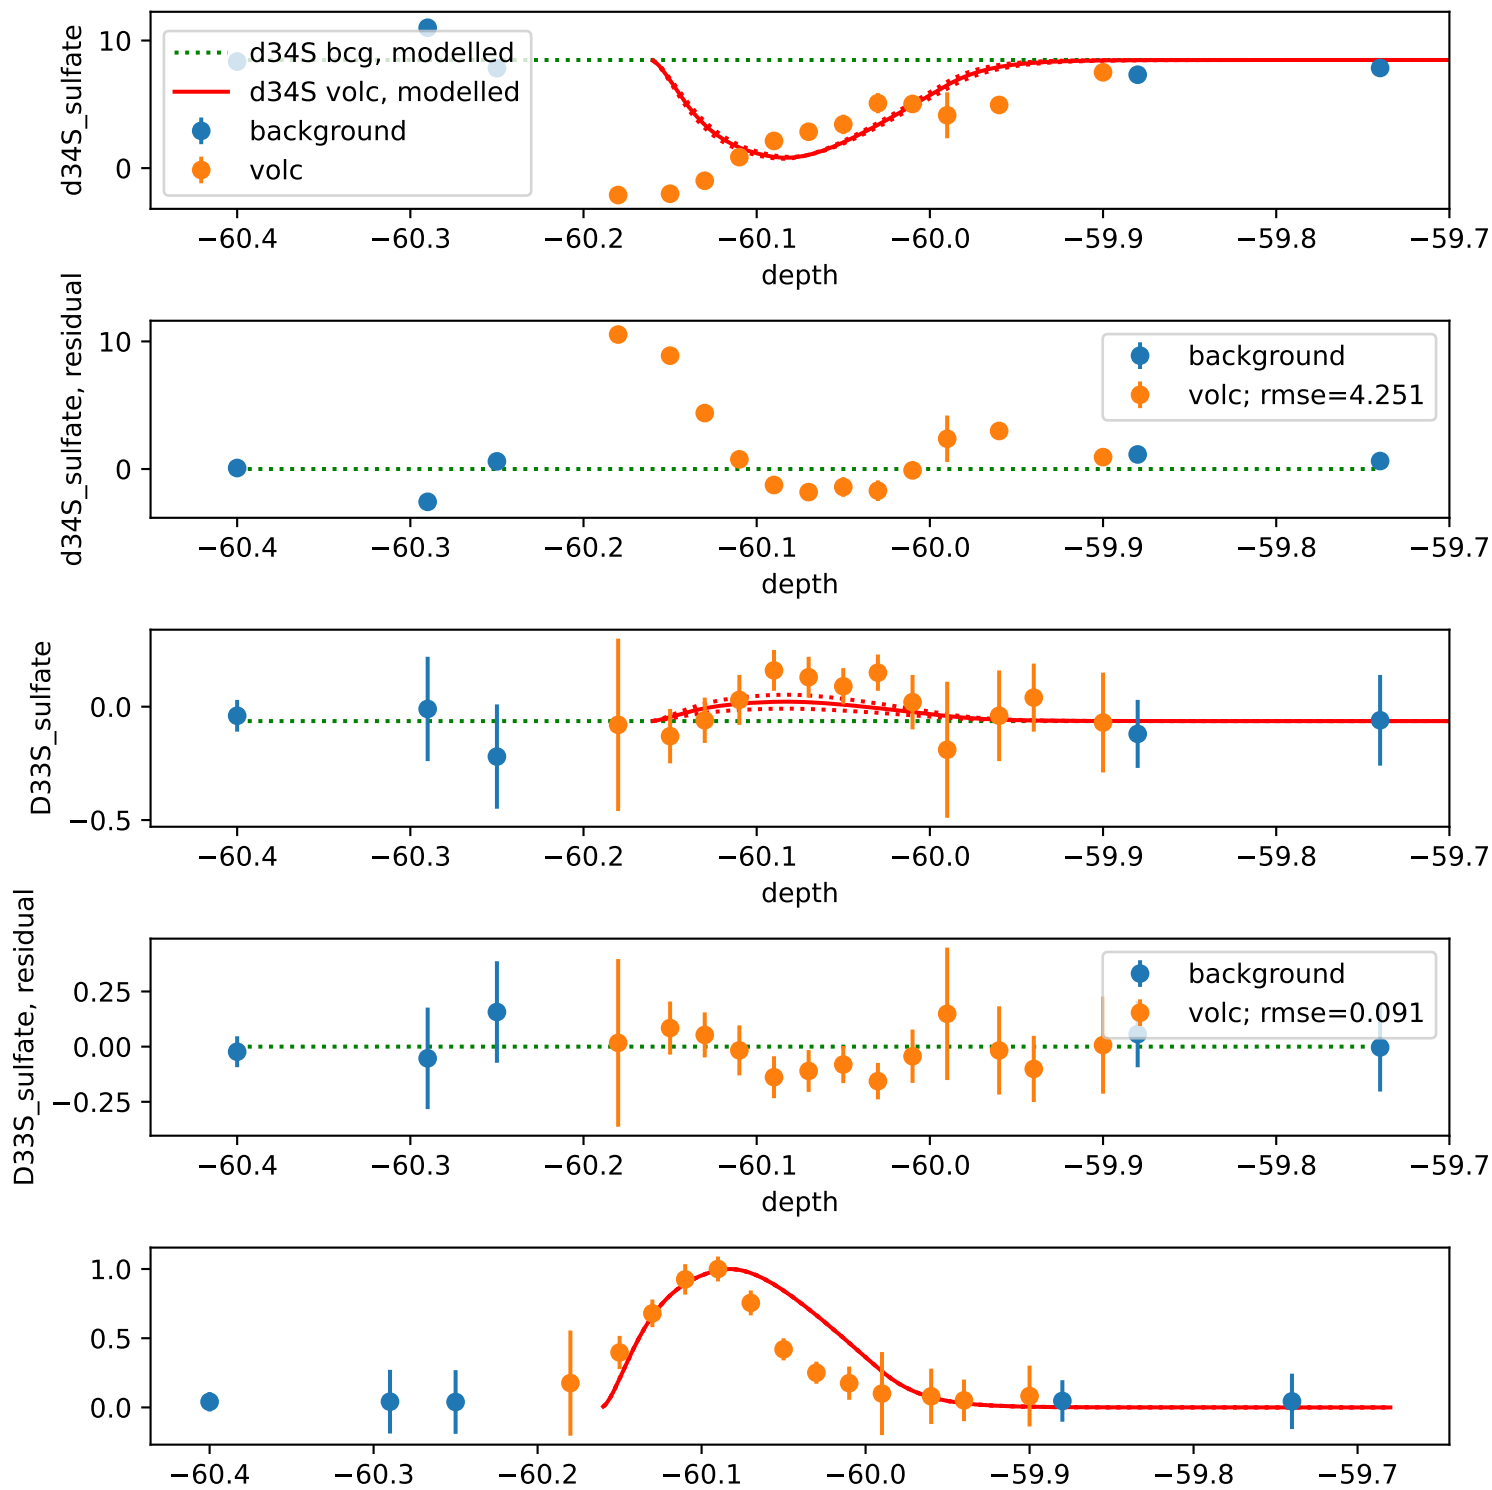 d34S_sulfate
10
0
d34S bcg, modelled
d34S volc, modelled
background
volc
−60.4 −60.3 −60.2 −60.1 −60.0 −59.9 −59.8 −59.7
depth
d34S_sulfate, residual
10
0
background
volc; rmse=4.251
−60.4 −60.3 −60.2 −60.1 −60.0 −59.9 −59.8 −59.7
depth
D33S_sulfate
0.0
−0.5
−60.4 −60.3 −60.2 −60.1 −60.0 −59.9 −59.8 −59.7
depth
D33S_sulfate, residual
0.25
0.00
−0.25
background
volc; rmse=0.091
−60.4 −60.3 −60.2 −60.1 −60.0 −59.9 −59.8 −59.7
depth
1.0
0.5
0.0
−60.4 −60.3 −60.2 −60.1 −60.0 −59.9 −59.8 −59.7